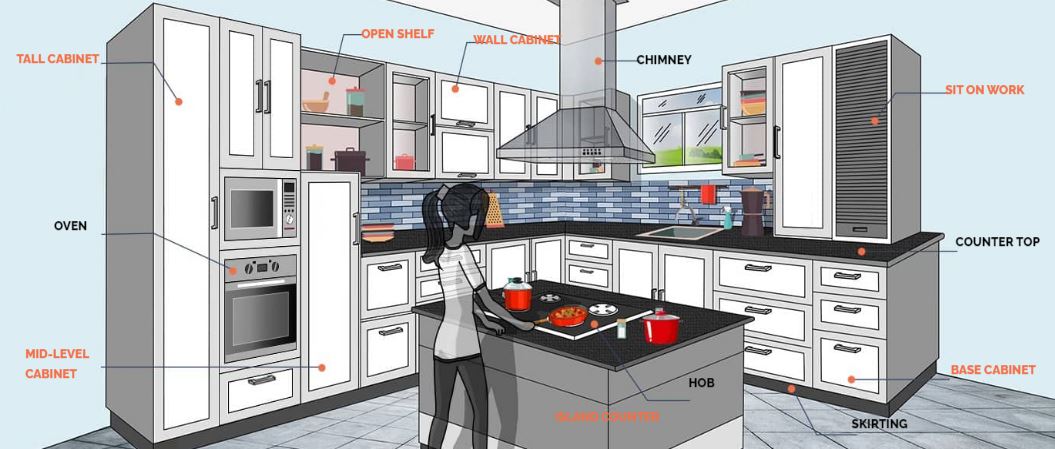 OPEN SHELF
WALL CABINET
TALL CABINET
CHIMNEY
SIT ON WORK
OVEN
COUNTER TOP
MID-LEVEL
CABINET
BASE CABINET
HOB
ISLAND COUNTER
SKIRTING